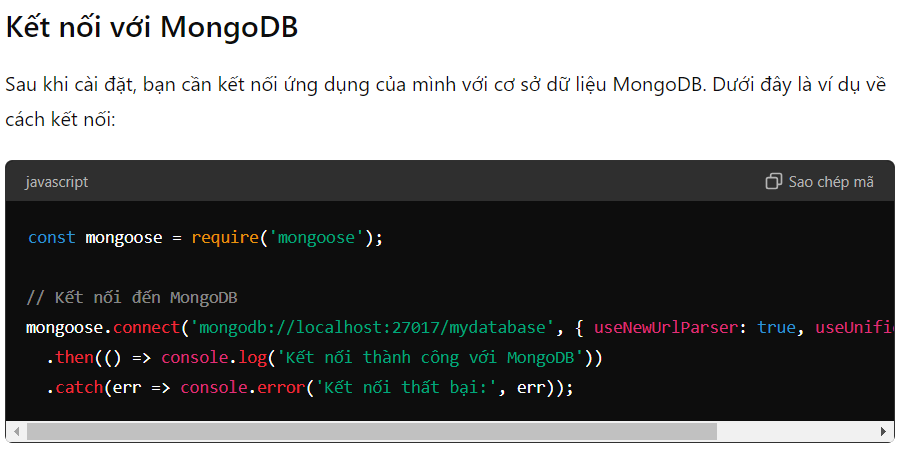 Kết nối với MongoDB
Sau khi cài đặt, bạn cần kết nối ứng dụng của mình với cơ sở dữ liệu MongoDB. Dưới đây là ví dụ về
cách kết nối:
javascript Sao chép mã
const mongoose = require('mongoose');
// Kết nối đến MongoDB
mongoose.connect('mongodb://localhost:27017/mydatabase', { useNewUrlParser: true, useUnifi
.then(() => console.log('Kết nối thành công với MongoDB'))
.catch(err => console.error('Kết nối thất bại:', err));